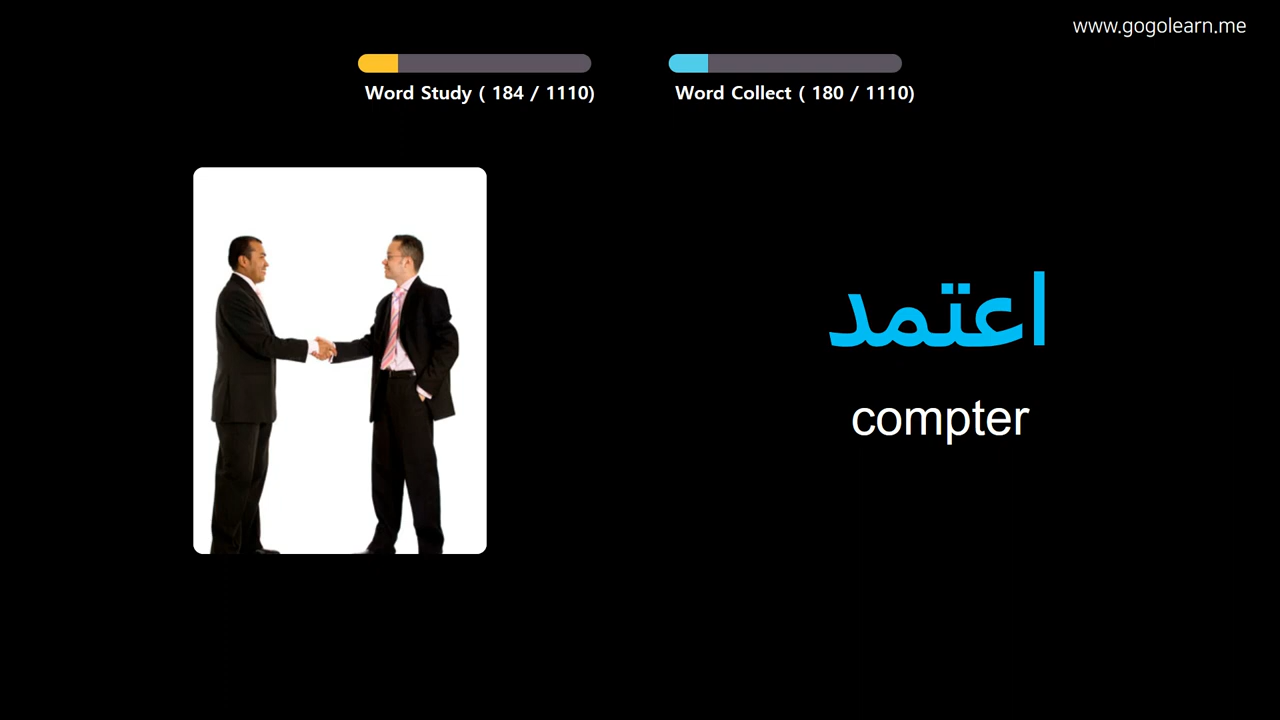 www.gogolearn.me
Word Study ( 184 / 1110)
Word Collect ( 180 / 1110)
اعتمد
compter